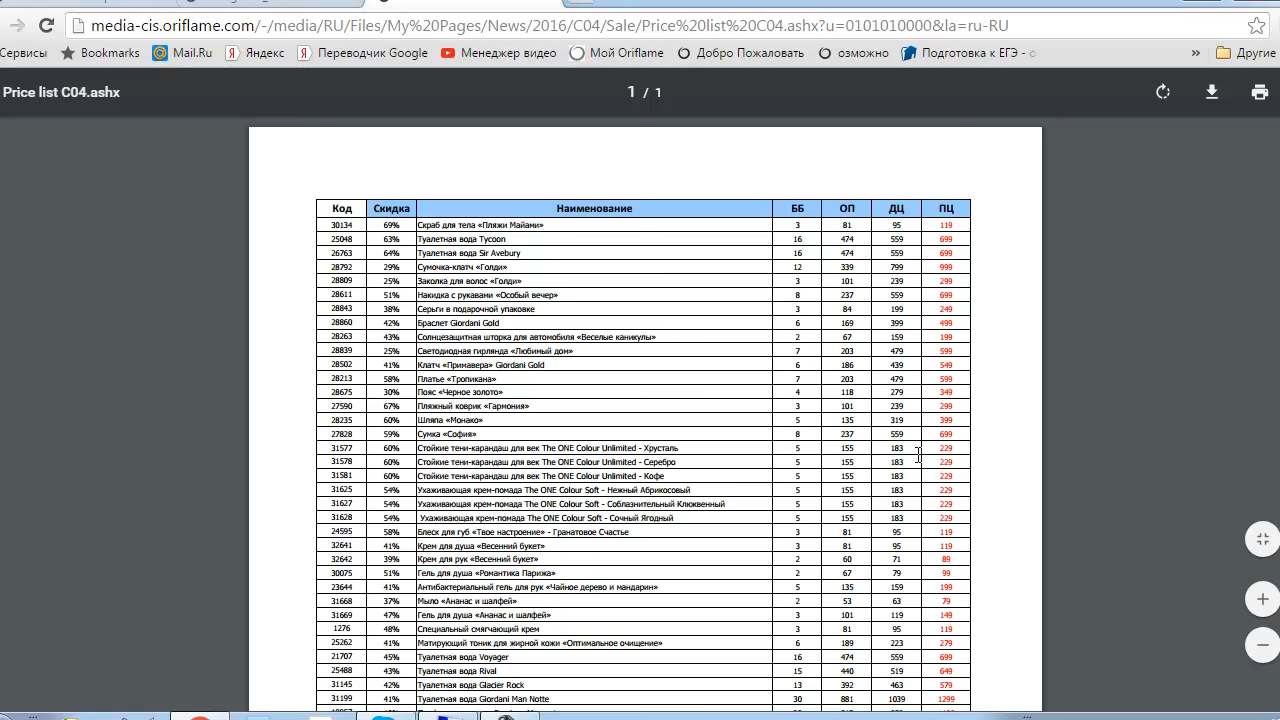 media-cis.oriflame.com/-/media/RU/Files/My%20Pages/News/2016/C04/Sale/Price%20list%20C04.ashx?u=0101010000&la=ru-RU
Сервисы Bookmarks Mail.Ru Яндекс Переводчик Google Менеджер видео Мой Oriflame Добро Пожаловать озможно Подготовка к ЕГЭ - о » Другие
Price list C04.ashx 1 / 1
Код Скидка Наименование ББ ОП ДЦ ПЦ
30134 69% Скраб для тела «Пляжи Майами» 3 81 95 119
25048 63% Туалетная вода Tycoon 16 474 559 699
26763 64% Туалетная вода Sir Avebury 16 474 559 699
28792 29% Сумочка-клатч «Голди» 12 339 799 999
28809 25% Заколка для волос «Голди» 3 101 239 299
28611 51% Накидка с рукавами «Особый вечер» 8 237 559 699
28843 38% Серьги в подарочной упаковке 3 84 199 249
28860 42% Браслет Giordani Gold 6 169 399 499
28263 43% Солнцезащитная шторка для автомобиля «Веселые каникулы» 2 67 159 199
28839 25% Светодиодная гирлянда «Любимый дом» 7 203 479 599
28502 41% Клатч «Примавера» Giordani Gold 6 186 439 549
28213 58% Платье «Тропикана» 7 203 479 599
28675 30% Пояс «Черное золото» 4 118 279 349
27590 67% Пляжный коврик «Гармония» 3 101 239 299
28235 60% Шляпа «Монако» 5 135 319 399
27828 59% Сумка «София» 8 237 559 699
31577 60% Стойкие тени-карандаш для век The ONE Colour Unlimited - Хрусталь 5 155 183 229
31578 60% Стойкие тени-карандаш для век The ONE Colour Unlimited - Серебро 5 155 183 229
31581 60% Стойкие тени-карандаш для век The ONE Colour Unlimited - Кофе 5 155 183 229
31625 54% Ухаживающая крем-помада The ONE Colour Soft - Нежный Абрикосовый 5 155 183 229
31627 54% Ухаживающая крем-помада The ONE Colour Soft - Соблазнительный Клюквенный 5 155 183 229
31628 54% Ухаживающая крем-помада The ONE Colour Soft - Сочный Ягодный 5 155 183 229
24595 58% Блеск для губ «Твое настроение» - Гранатовое Счастье 3 81 95 119
32641 41% Крем для душа «Весенний букет» 3 81 95 119
32642 39% Крем для рук «Весенний букет» 2 60 71 89
30075 51% Гель для душа «Романтика Парижа» 2 67 79 99
23644 41% Антибактериальный гель для рук «Чайное дерево и мандарин» 5 135 159 199
31668 37% Мыло «Ананас и шалфей» 2 53 63 79
31669 47% Гель для душа «Ананас и шалфей» 3 101 119 149
1276 48% Специальный смягчающий крем 3 81 95 119
25262 41% Матирующий тоник для жирной кожи «Оптимальное очищение» 6 189 223 279
21707 45% Туалетная вода Voyager 16 474 559 699
25488 43% Туалетная вода Rival 15 440 519 649
31145 42% Туалетная вода Glacier Rock 13 392 463 579
31199 41% Туалетная вода Giordani Man Notte 30 881 1039 1299